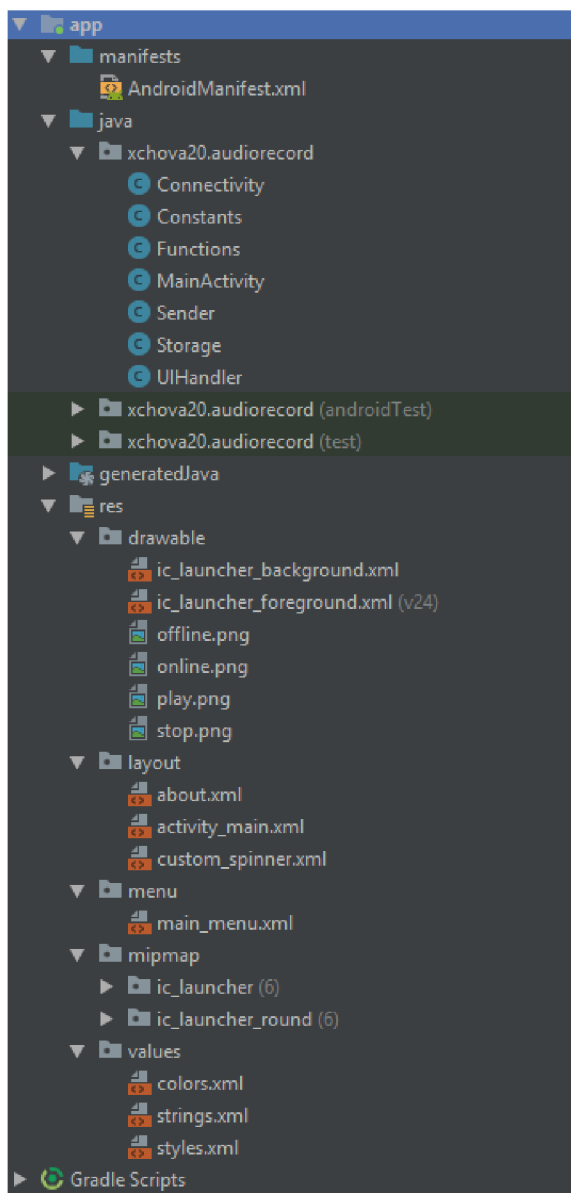 app
manifests
AndroidManifest.xml
java
xchova20.audiorecord
Connectivity
Constants
Functions
MainActivity
Sender
Storage
UIHandler
xchova20.audiorecord (androidTest)
xchova20.audiorecord (test)
generatedJava
res
drawable
ic_launcher_background.xml
ic_launcher_foreground.xml (v24)
offline.png
online.png
play.png
stop.png
layout
about.xml
activity_main.xml
custom_spinner.xml
menu
main_menu.xml
mipmap
ic_launcher (6)
ic_launcher_round (6)
values
colors.xml
strings.xml
styles.xml
Gradle Scripts